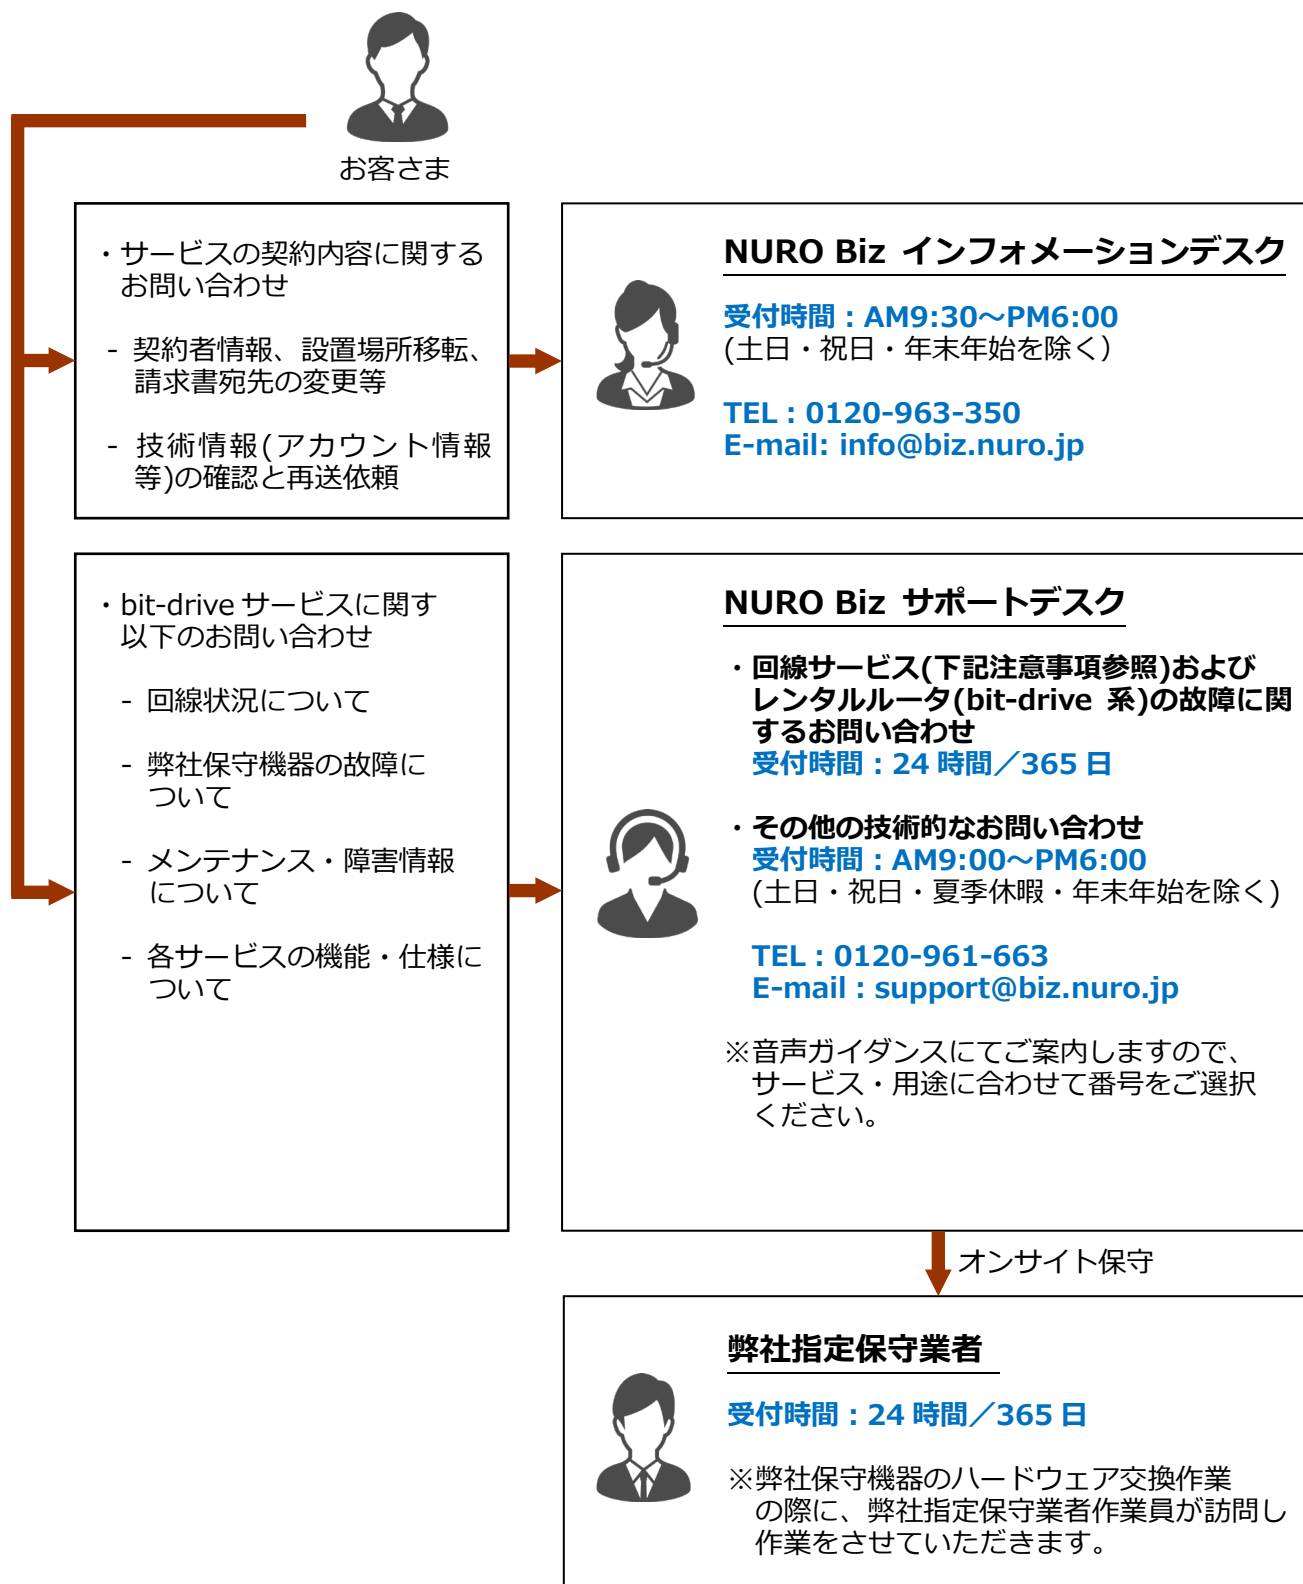 お客さま
・サービスの契約内容に関する
お問い合わせ
- 契約者情報、設置場所移転、
請求書宛先の変更等
- 技術情報(アカウント情報
等)の確認と再送依頼
NURO Biz インフォメーションデスク
受付時間：AM9:30～PM6:00
(土日・祝日・年末年始を除く）
TEL：0120-963-350
E-mail: info@biz.nuro.jp
・bit-drive サービスに関す
以下のお問い合わせ
- 回線状況について
- 弊社保守機器の故障に
ついて
- メンテナンス・障害情報
について
- 各サービスの機能・仕様に
ついて
NURO Biz サポートデスク
・回線サービス(下記注意事項参照)および
レンタルルータ(bit-drive 系)の故障に関
するお問い合わせ
受付時間：24 時間／365 日
・その他の技術的なお問い合わせ
受付時間：AM9:00～PM6:00
(土日・祝日・夏季休暇・年末年始を除く)
TEL：0120-961-663
E-mail：support@biz.nuro.jp
※音声ガイダンスにてご案内しますので、
サービス・用途に合わせて番号をご選択
ください。
オンサイト保守
弊社指定保守業者
受付時間：24 時間／365 日
※弊社保守機器のハードウェア交換作業
の際に、弊社指定保守業者作業員が訪問し
作業をさせていただきます。